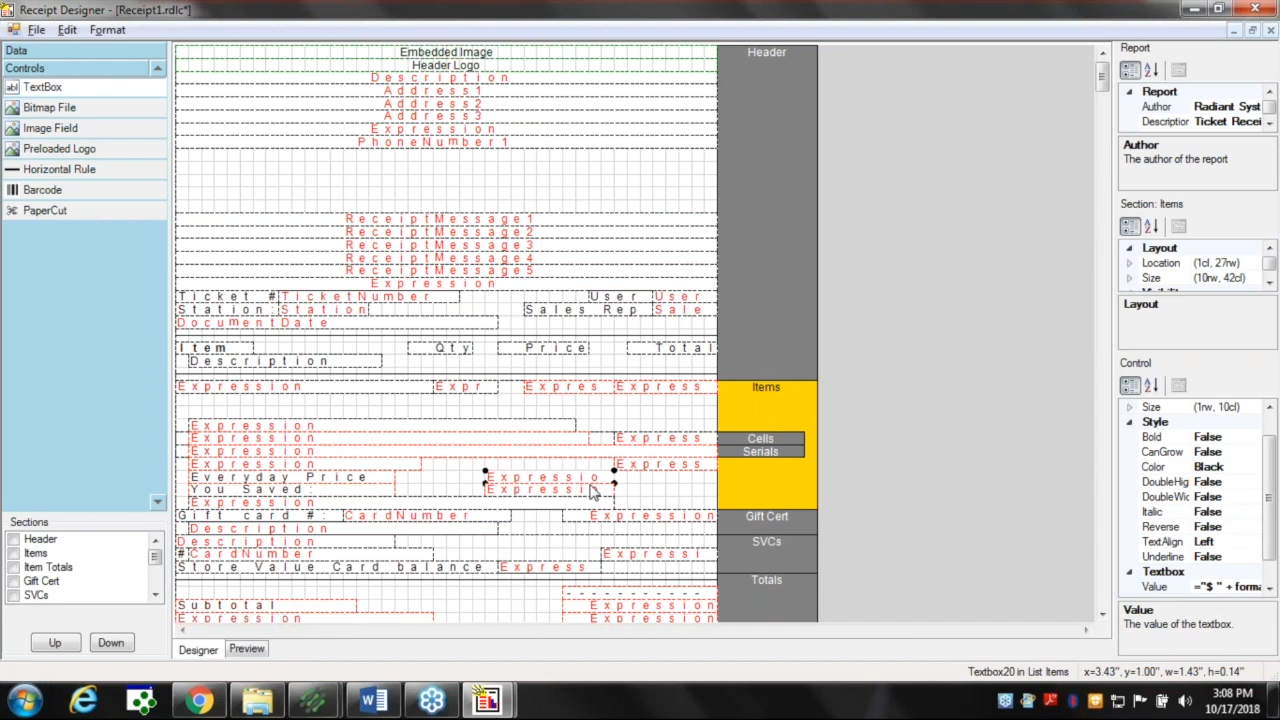 Receipt Designer - [Receipt1.rdlc*]
File Edit Format
Data
Controls
TextBox
Bitmap File
Image Field
Preloaded Logo
Horizontal Rule
Barcode
PaperCut
Sections
Header
Items
Item Totals
Gift Cert
SVCs
Up Down
Embedded Image
Header Logo
Description
Address1
Address2
Address3
Expression
PhoneNumber1
ReceiptMessage1
ReceiptMessage2
ReceiptMessage3
ReceiptMessage4
ReceiptMessage5
Expression
Ticket # TicketNumber User User
Station: Station Sales Rep Sale
DocumentDate
Item Qty Price Total
Description
Expression Expr Expres Express
Expression
Expression Express
Expression
Expression Express
Everyday Price Expressio
You Saved: Expressi
Expression
Gift card #: CardNumber Expression
Description
Description
#CardNumber Expressi
Store Value Card balance Express
- - - - - - - - - - -
Subtotal Expression
Expression Expression
Header
Items
Cells
Serials
Gift Cert
SVCs
Totals
Designer Preview
Report
Report
Author Radiant Syst
Description Ticket Recei
Author
The author of the report
Section: Items
Layout
Location (1cl, 27rw)
Size (10rw, 42cl)
Layout
Control
Size (1rw, 10cl)
Style
Bold False
CanGrow False
Color Black
DoubleHig False
DoubleWic False
Italic False
Reverse False
TextAlign Left
Underline False
Textbox
Value ="$ " + forma
Value
The value of the textbox.
Textbox20 in List Items x=3.43", y=1.00", w=1.43", h=0.14"
3:08 PM
10/17/2018